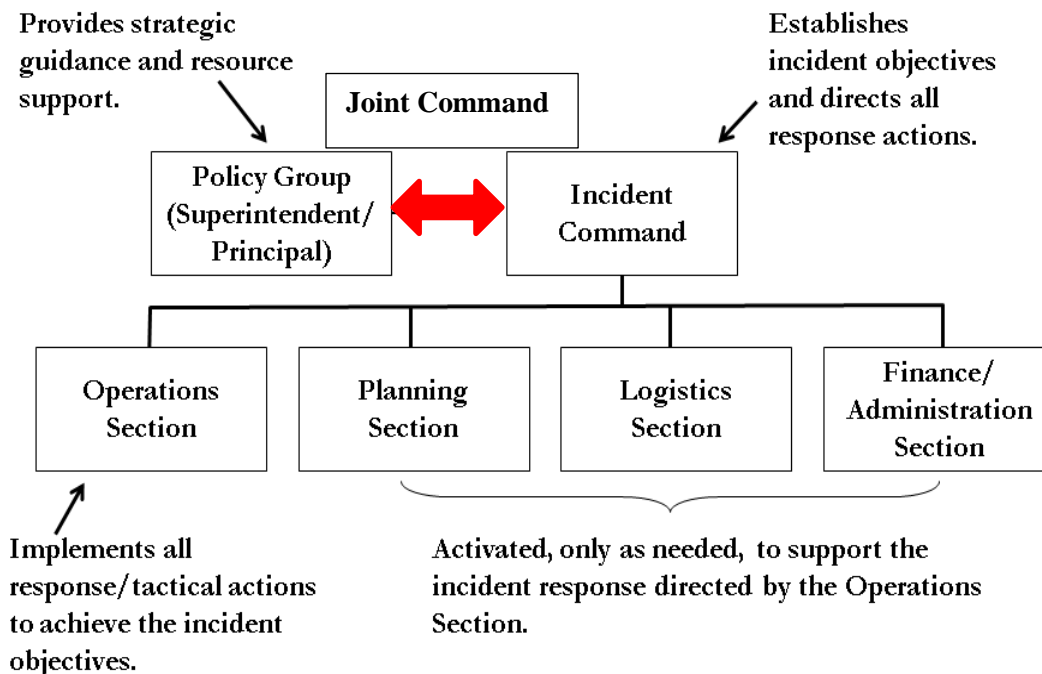 Provides strategic
guidance and resource
support.
Establishes
incident objectives
and directs all
response actions.
Joint Command
Policy Group
(Superintendent/
Principal)
Incident
Command
Operations
Section
Planning
Section
Logistics
Section
Finance/
Administration
Section
Implements all
response/tactical actions
to achieve the incident
objectives.
Activated, only as needed, to support the
incident response directed by the Operations
Section.